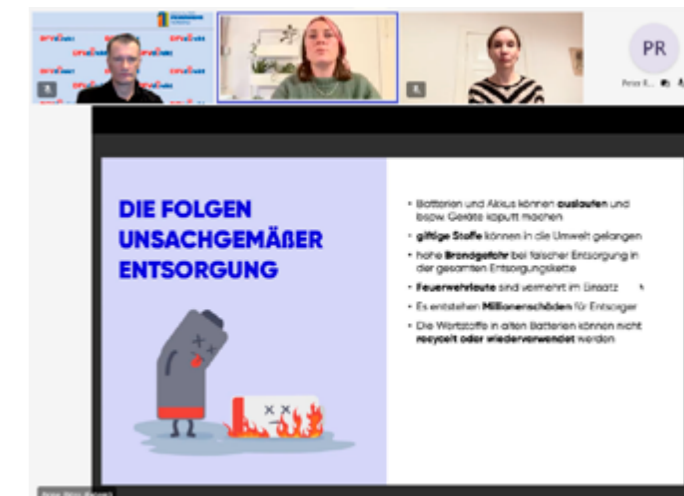 PR
DIE FOLGEN
UNSACHGEMÄẞER
ENTSORGUNG
• Batterien und Akkus können auslaufen und
bspw. Geräte kaputt machen
• giftige Stoffe können in die Umwelt gelangen
• hohe Brandgefahr bei falscher Entsorgung in
der gesamten Entsorgungskette
• Feuerwehrleute sind vermehrt im Einsatz
• Es entstehen Millionenschäden für Entsorger
• Die Wertstoffe in alten Batterien können nicht
recycelt oder wiederverwendet werden